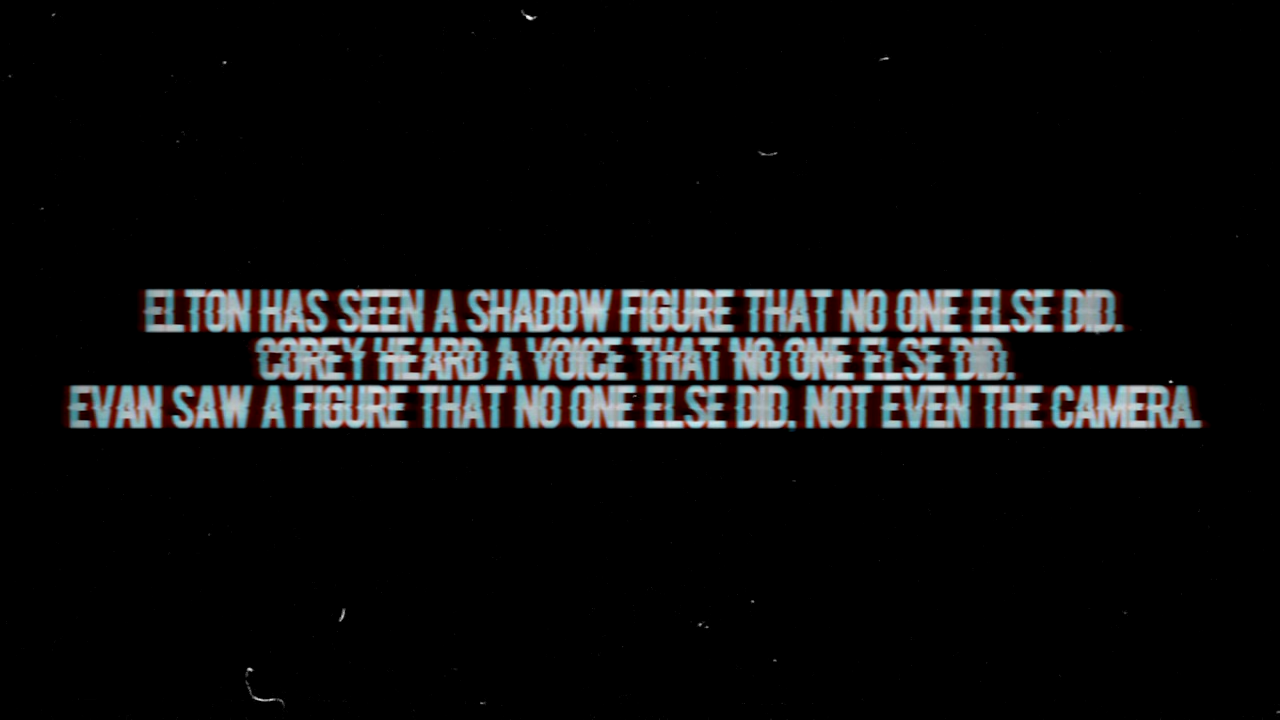 ELTON HAS SEEN A SHADOW FIGURE THAT NO ONE ELSE DID.
COREY HEARD A VOICE THAT NO ONE ELSE DID.
EVAN SAW A FIGURE THAT NO ONE ELSE DID, NOT EVEN THE CAMERA.